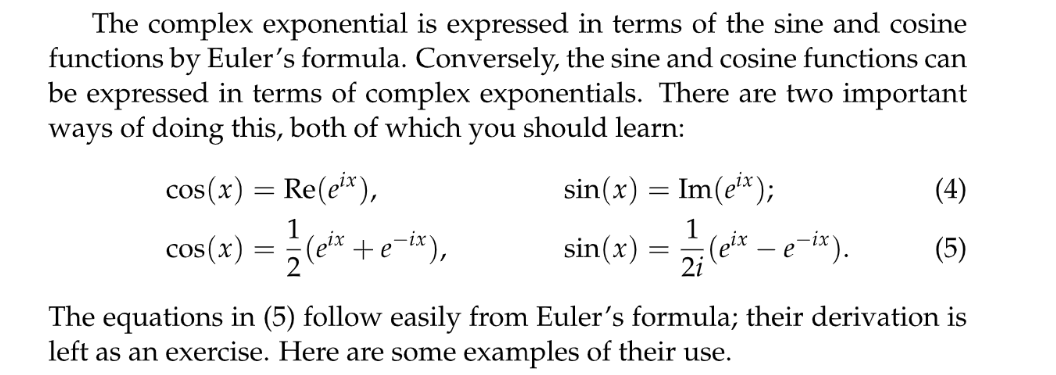 The complex exponential is expressed in terms of the sine and cosine
functions by Euler’s formula. Conversely, the sine and cosine functions can
be expressed in terms of complex exponentials. There are two important
ways of doing this, both of which you should learn:
cos(x) = Re(e^{ix}), sin(x) = Im(e^{ix}); (4)
cos(x) = \frac{1}{2}(e^{ix} + e^{−ix}), sin(x) = \frac{1}{2i}(e^{ix} − e^{−ix}). (5)
The equations in (5) follow easily from Euler’s formula; their derivation is
left as an exercise. Here are some examples of their use.